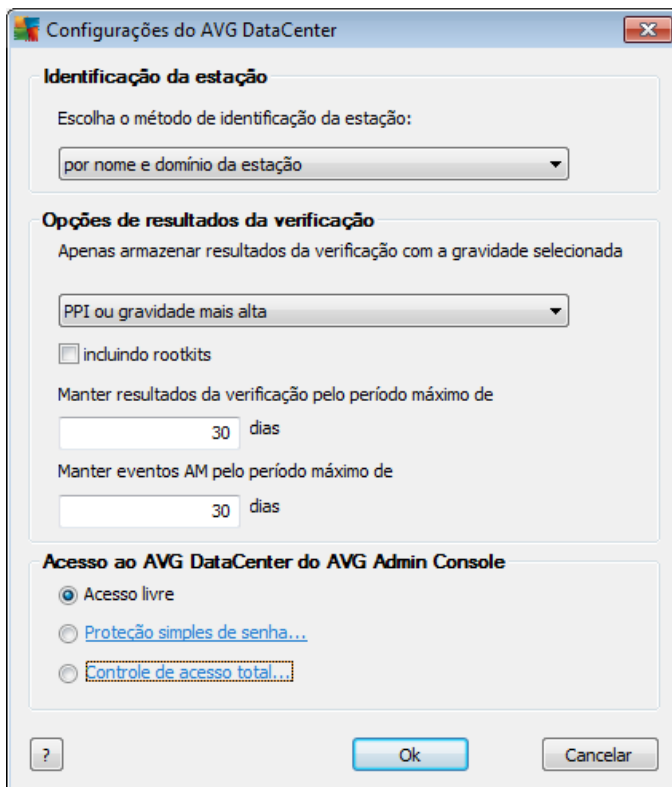 Configurações do AVG DataCenter
Identificação da estação
Escolha o método de identificação da estação:
por nome e domínio da estação
Opções de resultados da verificação
Apenas armazenar resultados da verificação com a gravidade selecionada
PPI ou gravidade mais alta
incluindo rootkits
Manter resultados da verificação pelo período máximo de
30 dias
Manter eventos AM pelo período máximo de
30 dias
Acesso ao AVG DataCenter do AVG Admin Console
Acesso livre
Proteção simples de senha...
Controle de acesso total...
? Ok Cancelar